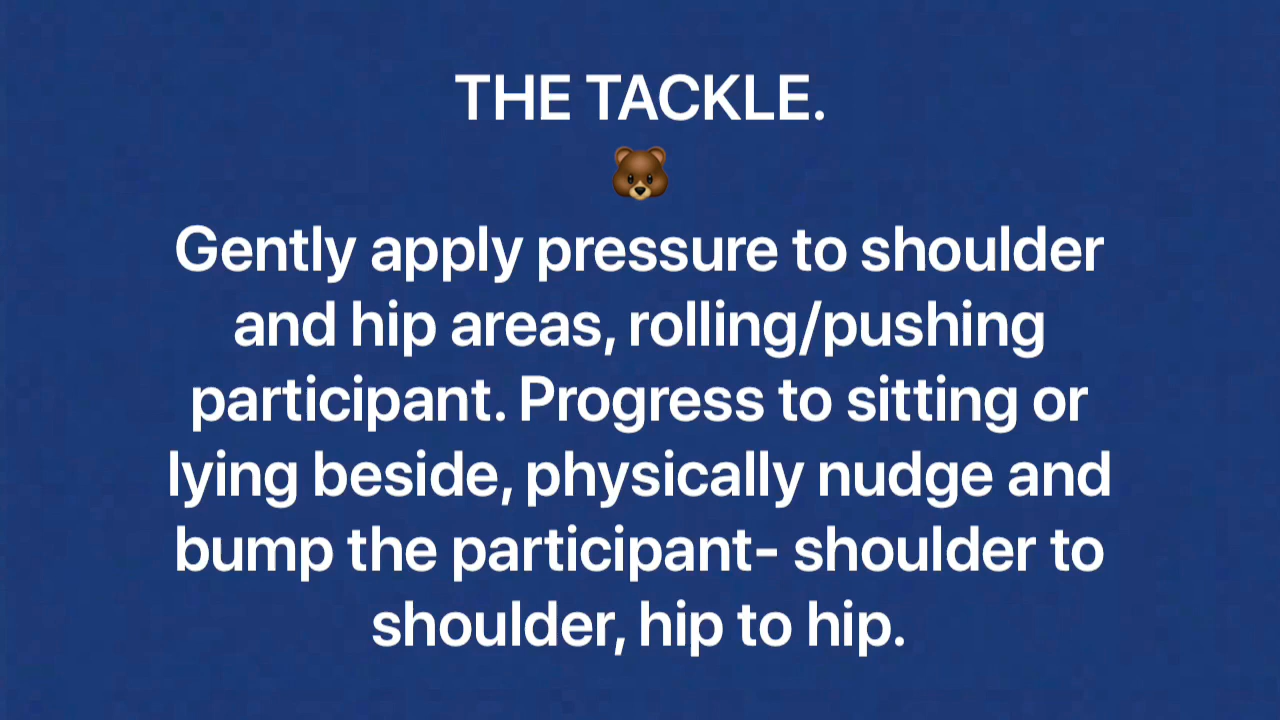 THE TACKLE.
🐻
Gently apply pressure to shoulder
and hip areas, rolling/pushing
participant. Progress to sitting or
lying beside, physically nudge and
bump the participant- shoulder to
shoulder, hip to hip.